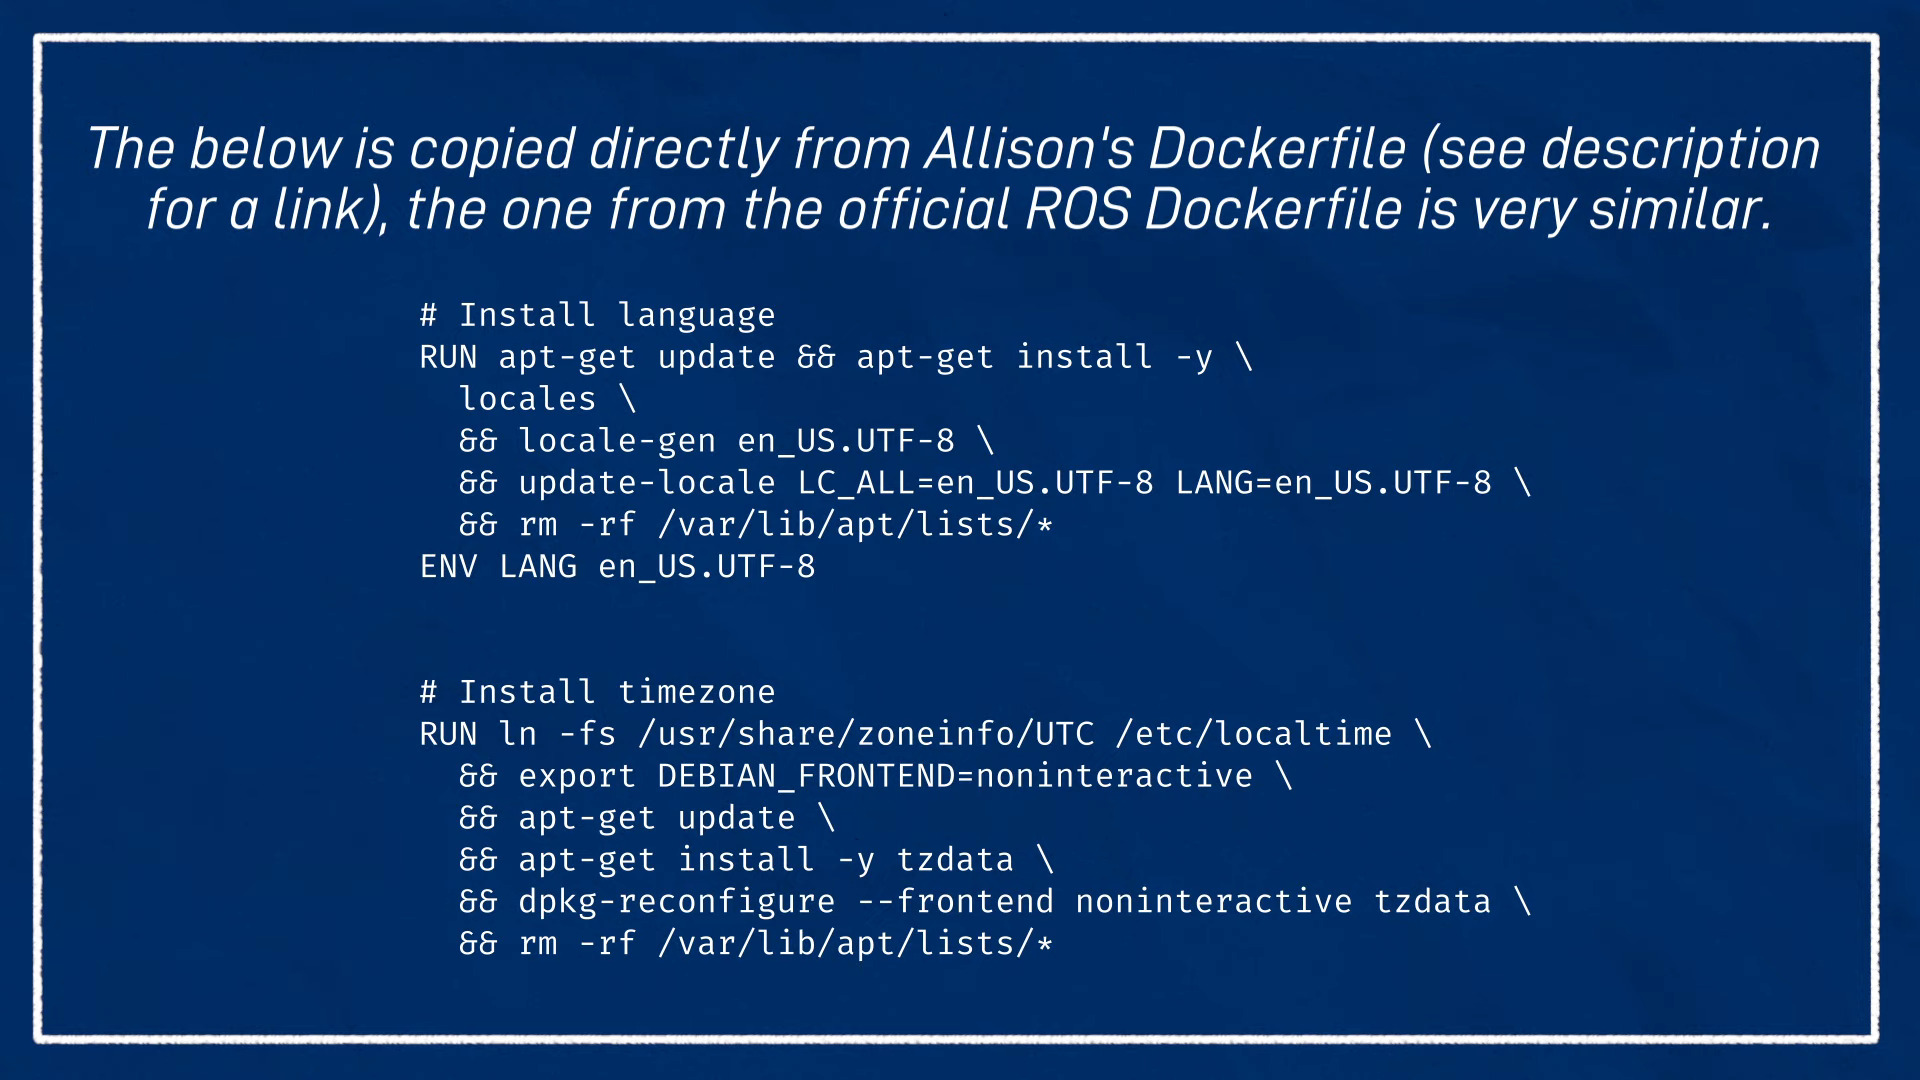 The below is copied directly from Allison's Dockerfile (see description
for a link), the one from the official ROS Dockerfile is very similar.
# Install language
RUN apt-get update && apt-get install -y \
  locales \
  && locale-gen en_US.UTF-8 \
  && update-locale LC_ALL=en_US.UTF-8 LANG=en_US.UTF-8 \
  && rm -rf /var/lib/apt/lists/*
ENV LANG en_US.UTF-8
# Install timezone
RUN ln -fs /usr/share/zoneinfo/UTC /etc/localtime \
  && export DEBIAN_FRONTEND=noninteractive \
  && apt-get update \
  && apt-get install -y tzdata \
  && dpkg-reconfigure --frontend noninteractive tzdata \
  && rm -rf /var/lib/apt/lists/*